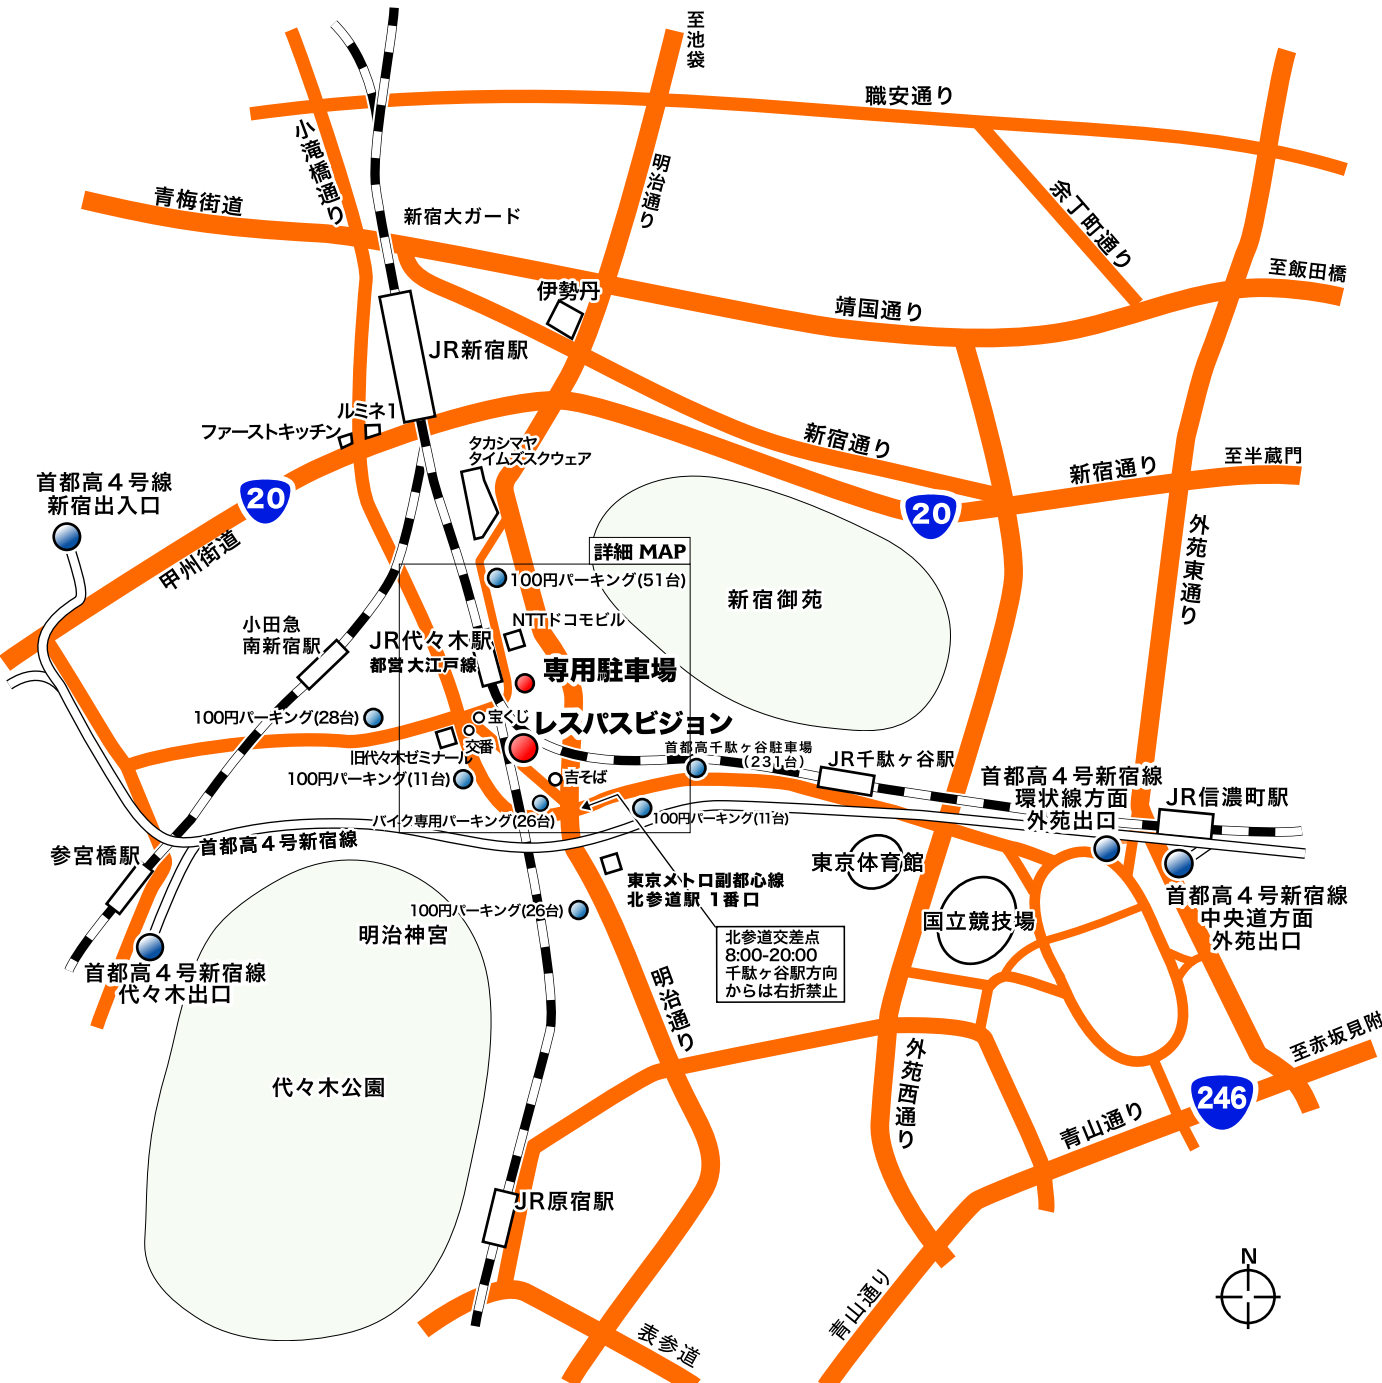 至池袋
職安通り
小滝橋通り
明治通り
青梅街道
新宿大ガード
余丁町通り
至飯田橋
伊勢丹
靖国通り
JR新宿駅
ルミネ1
ファーストキッチン
タカシマヤ
タイムズスクウェア
新宿通り
新宿通り
至半蔵門
首都高4号線
新宿出入口
20
20
甲州街道
外苑東通り
詳細 MAP
100円パーキング(51台)
新宿御苑
NTTドコモビル
小田急
南新宿駅
JR代々木駅
都営 大江戸線
専用駐車場
100円パーキング(28台)
宝くじ
レスパスビジョン
交番
旧代々木ゼミナール
首都高千駄ヶ谷駐車場
(231台)
JR千駄ヶ谷駅
100円パーキング(11台)
吉そば
首都高4号新宿線
環状線方面
外苑出口
JR信濃町駅
バイク専用パーキング(26台)
100円パーキング(11台)
首都高4号新宿線
参宮橋駅
東京体育館
東京メトロ副都心線
北参道駅 1番口
首都高4号新宿線
中央道方面
外苑出口
100円パーキング(26台)
国立競技場
明治神宮
北参道交差点
8:00-20:00
千駄ヶ谷駅方向
からは右折禁止
首都高4号新宿線
代々木出口
明治通り
外苑西通り
至赤坂見附
代々木公園
246
青山通り
JR原宿駅
N
青山通り
表参道